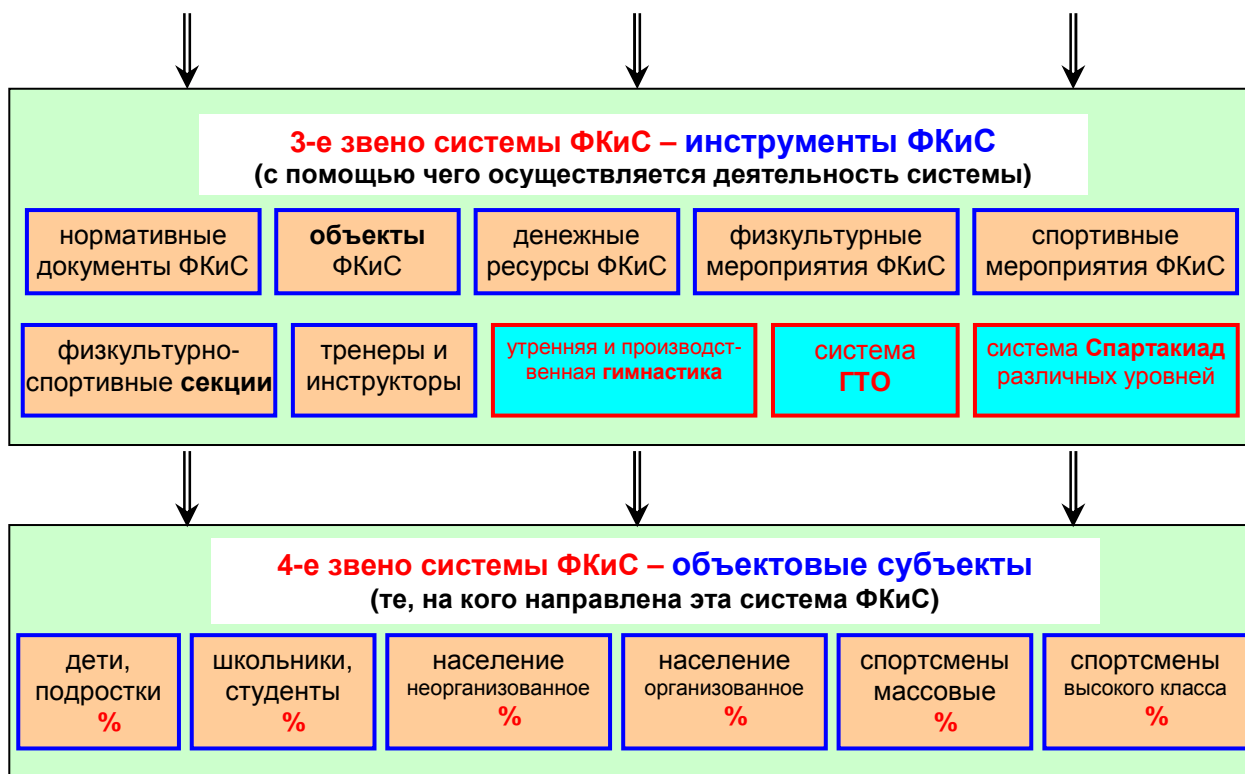 3-е звено системы ФКиС – инструменты ФКиС
(с помощью чего осуществляется деятельность системы)
нормативные
документы ФКиС
объекты
ФКиС
денежные
ресурсы ФКиС
физкультурные
мероприятия ФКиС
спортивные
мероприятия ФКиС
физкультурно-
спортивные секции
тренеры и
инструкторы
утренняя и производст-
венная гимнастика
система
ГТО
система Спартакиад
различных уровней
4-е звено системы ФКиС – объектовые субъекты
(те, на кого направлена эта система ФКиС)
дети,
подростки
%
школьники,
студенты
%
население
неорганизованное
%
население
организованное
%
спортсмены
массовые
%
спортсмены
высокого класса
%